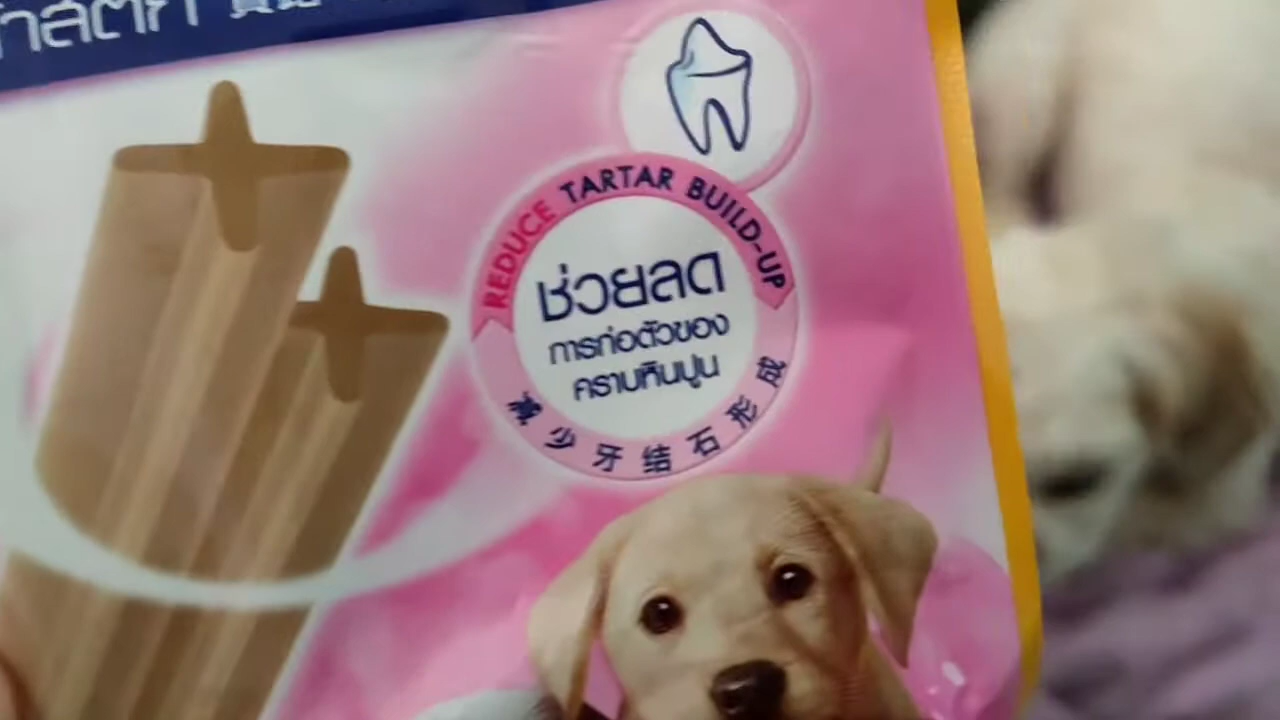 REDUCE TARTAR BUILD-UP
ช่วยลด
การก่อตัวของ
คราบหินปูน
减少牙结石形成